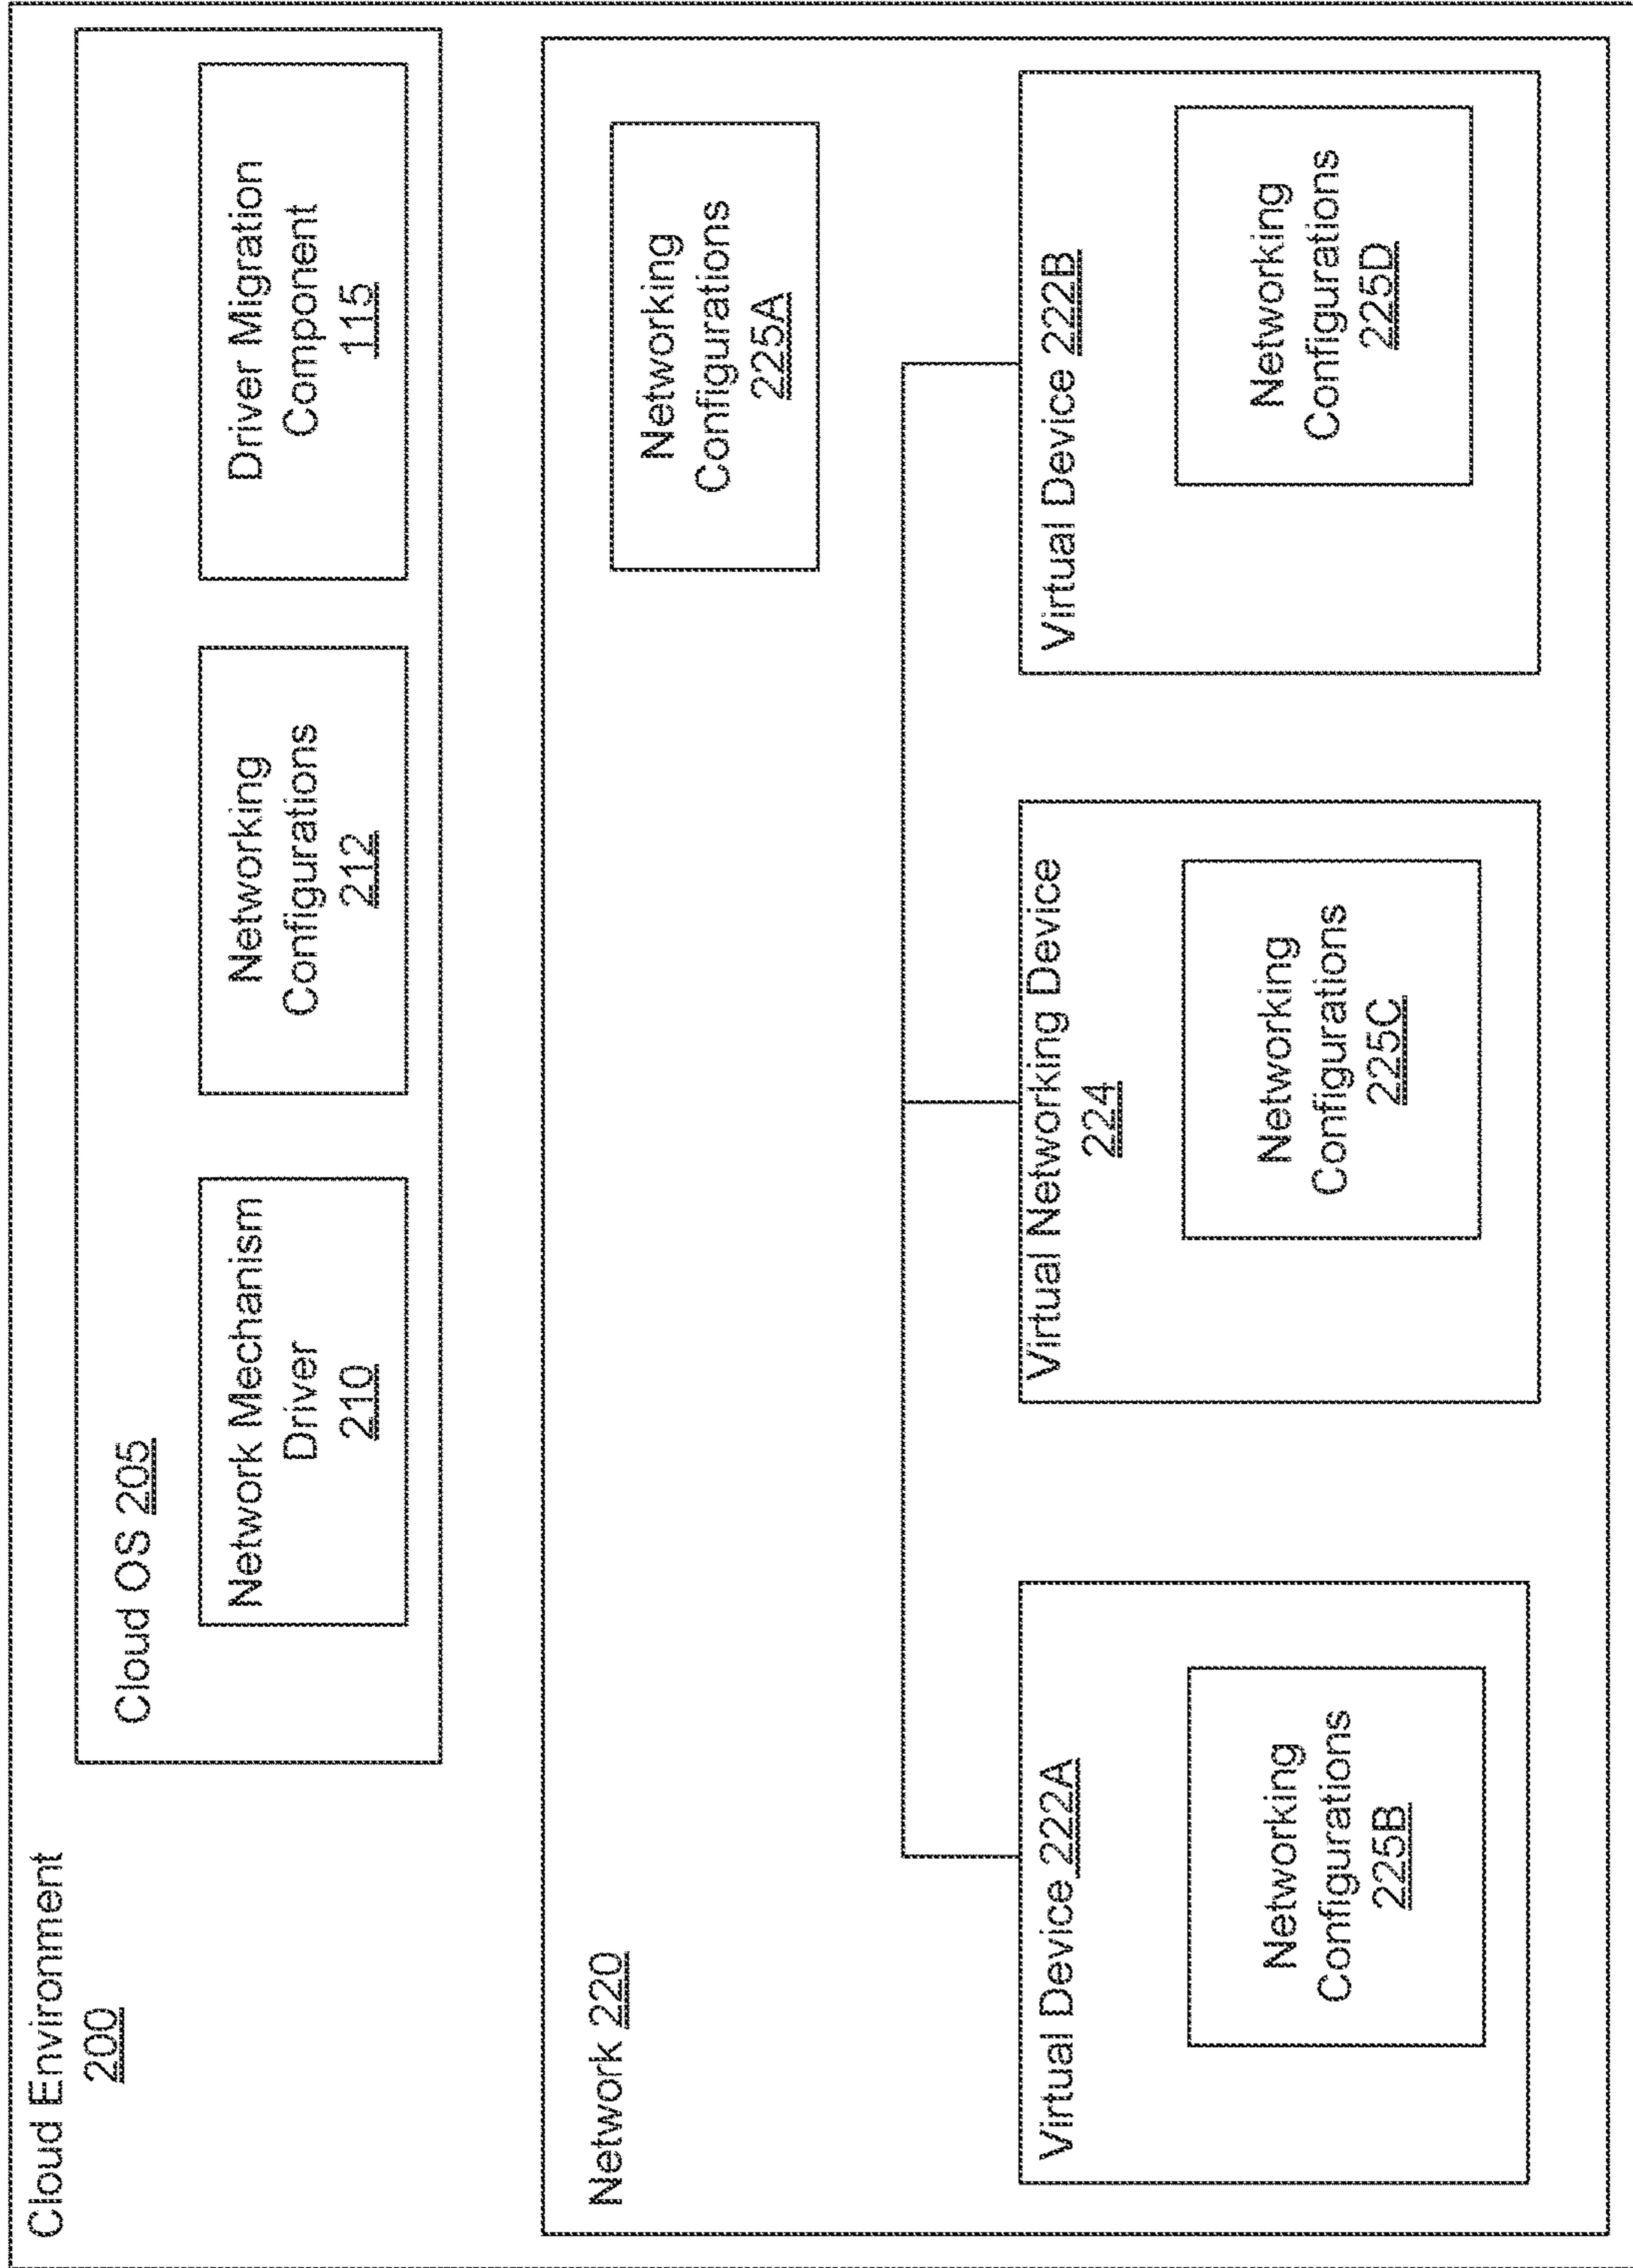 Cloud Environment
200
Cloud OS 205
Network Mechanism
Driver
210
Networking
Configurations
212
Driver Migration
Component
115
Network 220
Networking
Configurations
225A
Virtual Device 222A
Networking
Configurations
225B
Virtual Networking Device
224
Networking
Configurations
225C
Virtual Device 222B
Networking
Configurations
225D